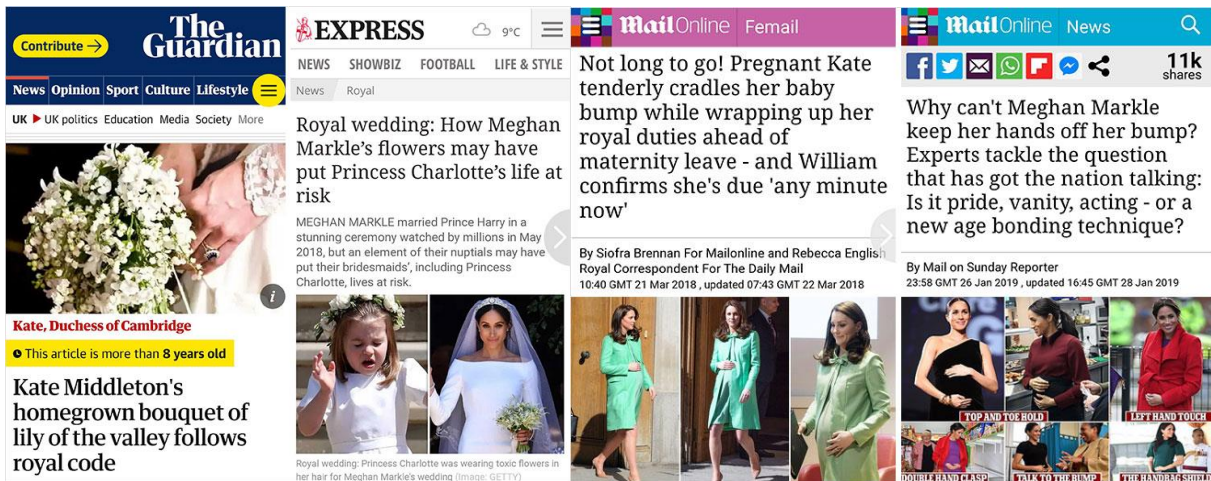 The
Guardian
Contribute →
News Opinion Sport Culture Lifestyle
UK UK politics Education Media Society More
Kate, Duchess of Cambridge
This article is more than 8 years old
Kate Middleton's
homegrown bouquet of
lily of the valley follows
royal code
EXPRESS
9°C
NEWS SHOWBIZ FOOTBALL LIFE & STYLE
News Royal
Royal wedding: How Meghan
Markle's flowers may have
put Princess Charlotte's life at
risk
MEGHAN MARKLE married Prince Harry in a
stunning ceremony watched by millions in May
2018, but an element of their nuptials may have
put their bridesmaids', including Princess
Charlotte, lives at risk.
Royal wedding: Princess Charlotte was wearing toxic flowers in
her hair for Meghan Markle's wedding (Image: GETTY)
Mail Online Femail
Not long to go! Pregnant Kate
tenderly cradles her baby
bump while wrapping up her
royal duties ahead of
maternity leave - and William
confirms she's due 'any minute
now'
By Siofra Brennan For Mailonline and Rebecca English
Royal Correspondent For The Daily Mail
10:40 GMT 21 Mar 2018 , updated 07:43 GMT 22 Mar 2018
Mail Online News
11k
shares
Why can't Meghan Markle
keep her hands off her bump?
Experts tackle the question
that has got the nation talking:
Is it pride, vanity, acting - or a
new age bonding technique?
By Mail on Sunday Reporter
23:58 GMT 26 Jan 2019 , updated 16:45 GMT 28 Jan 2019
TOP AND TOE HOLD
LEFT HAND TOUCH
DOUBLE HAND CLASP
TALK TO THE BUMP
THE HANDBAG SHIELD